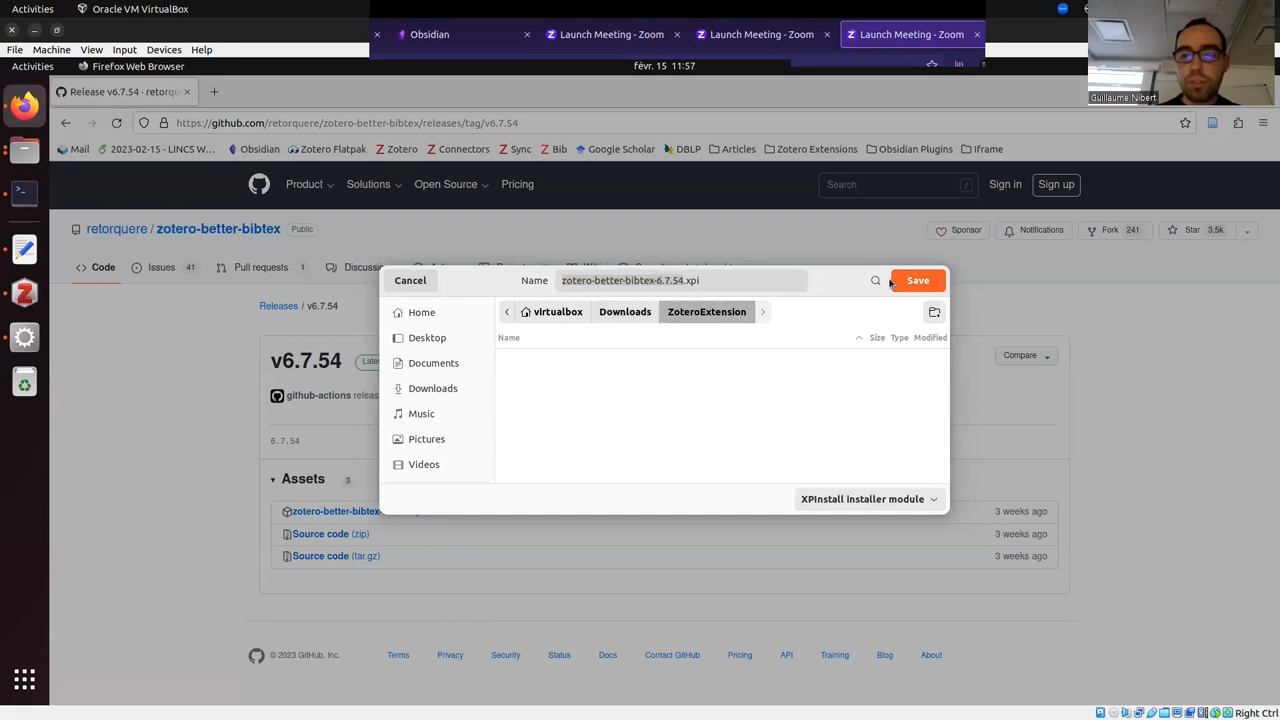 Activities
Oracle VM VirtualBox
Obsidian
Launch Meeting - Zoom
Launch Meeting - Zoom
Launch Meeting - Zoom
File Machine View Input Devices Help
Activities
Firefox Web Browser
févr. 15 11:57
Guillaume Nibert
Release v6.7.54 · retorqu
https://github.com/retorquere/zotero-better-bibtex/releases/tag/v6.7.54
Mail
2023-02-15 - LINCS W...
Obsidian
Zotero Flatpak
Zotero
Connectors
Sync
Bib
Google Scholar
DBLP
Articles
Zotero Extensions
Obsidian Plugins
Iframe
Product
Solutions
Open Source
Pricing
Search
/
Sign in
Sign up
retorquere / zotero-better-bibtex
Public
Sponsor
Notifications
Fork 241
Star 3.5k
Code
Issues 41
Pull requests 1
Discuss
Cancel
Name
zotero-better-bibtex-6.7.54.xpi
Save
Releases / v6.7.54
virtualbox
Downloads
ZoteroExtension
Name
Size
Type
Modified
Home
Desktop
Documents
Downloads
Music
Pictures
Videos
XPInstall installer module
v6.7.54
Late
Compare
github-actions relea
6.7.54
Assets 3
zotero-better-bibtex-
3 weeks ago
Source code (zip)
3 weeks ago
Source code (tar.gz)
3 weeks ago
© 2023 GitHub, Inc.
Terms
Privacy
Security
Status
Docs
Contact GitHub
Pricing
API
Training
Blog
About
Right Ctrl